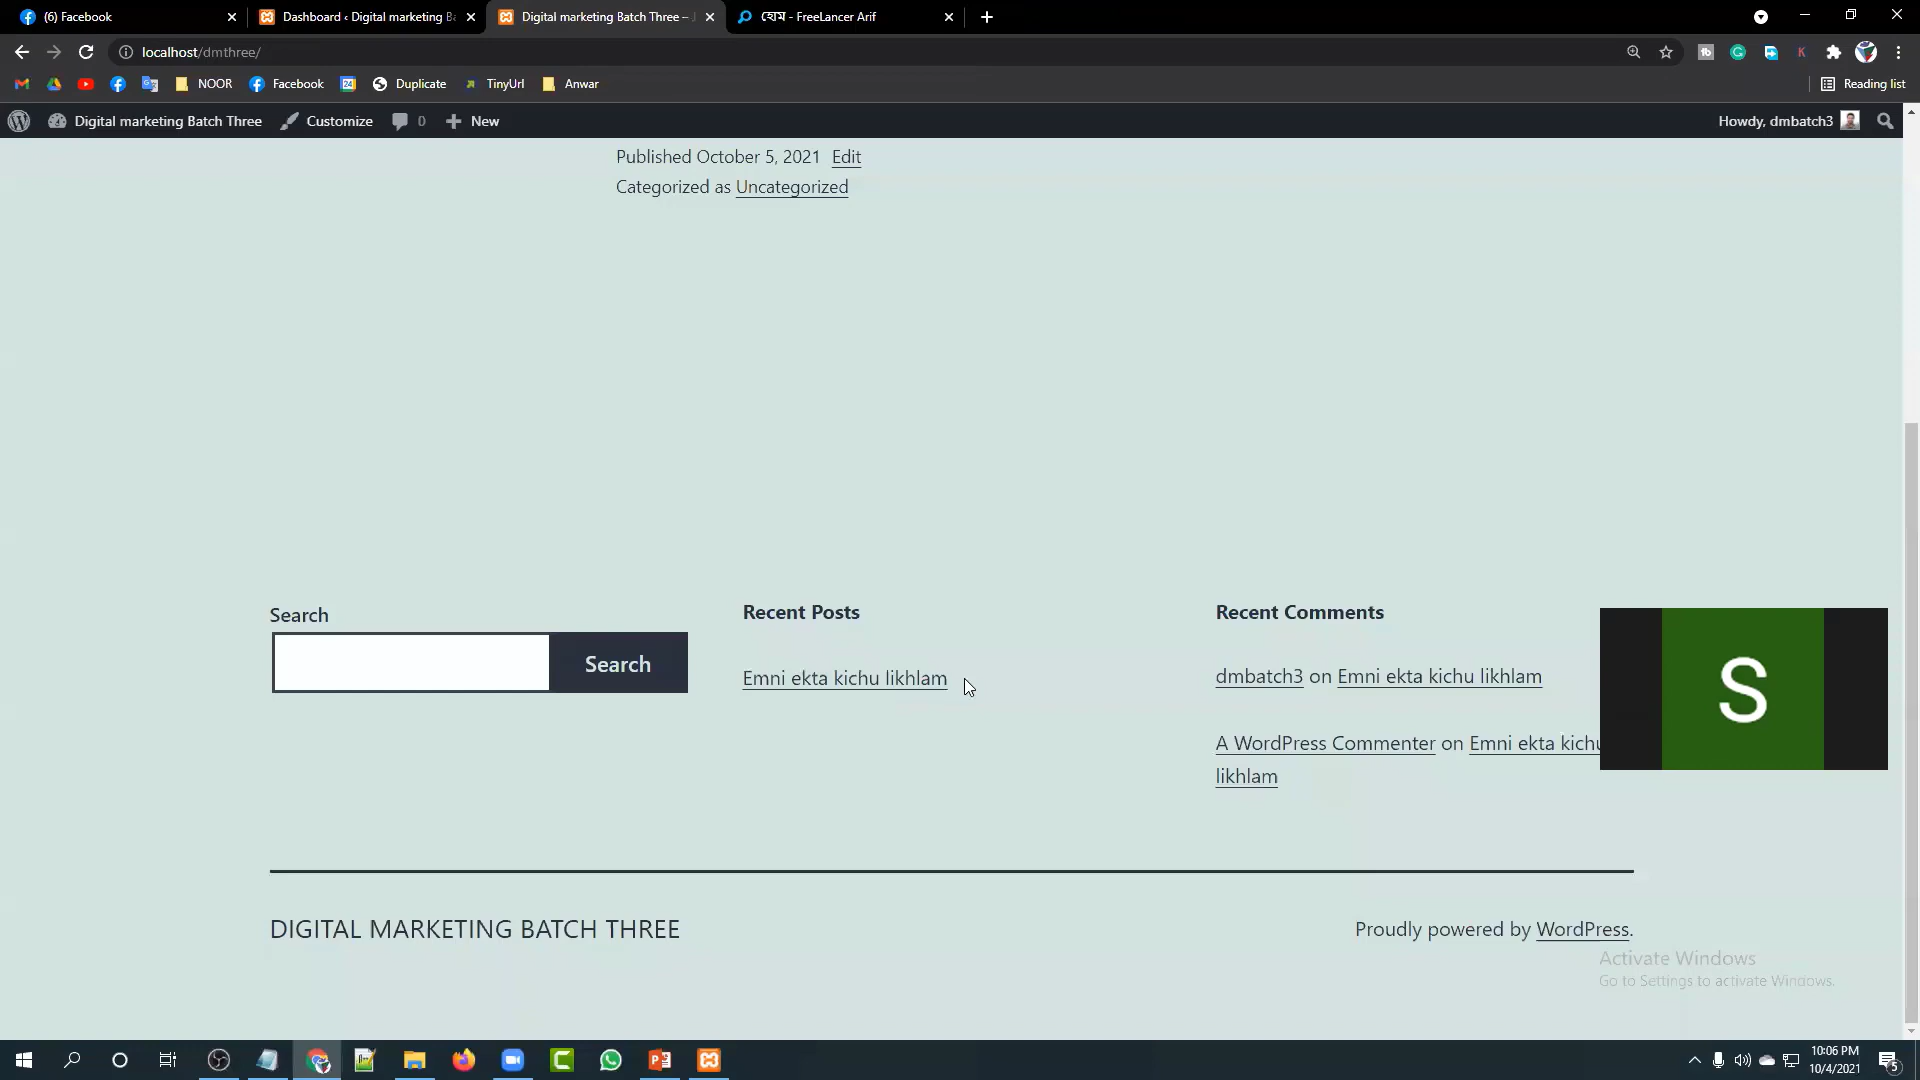 (6) Facebook
Dashboard ‹ Digital marketing Ba
Digital marketing Batch Three – J
হোম - FreeLancer Arif
localhost/dmthree/
NOOR
Facebook
24
Duplicate
TinyUrl
Anwar
Reading list
Digital marketing Batch Three
Customize
0
New
Howdy, dmbatch3
Published October 5, 2021 Edit
Categorized as Uncategorized
Search
Search
Recent Posts
Emni ekta kichu likhlam
Recent Comments
dmbatch3 on Emni ekta kichu likhlam
A WordPress Commenter on Emni ekta kichu
likhlam
S
DIGITAL MARKETING BATCH THREE
Proudly powered by WordPress.
Activate Windows
Go to Settings to activate Windows.
10:06 PM
10/4/2021
5